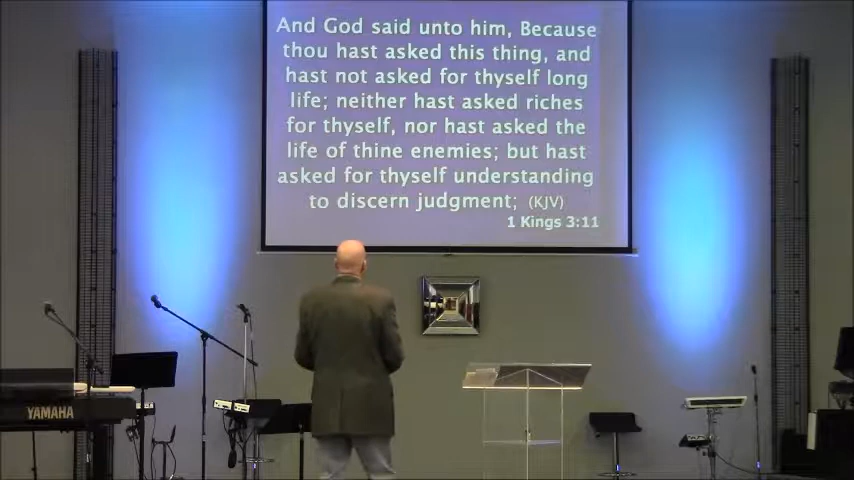 And God said unto him, Because
thou hast asked this thing, and
hast not asked for thyself long
life; neither hast asked riches
for thyself, nor hast asked the
life of thine enemies; but hast
asked for thyself understanding
to discern judgment; (KJV)
1 Kings 3:11
YAMAHA